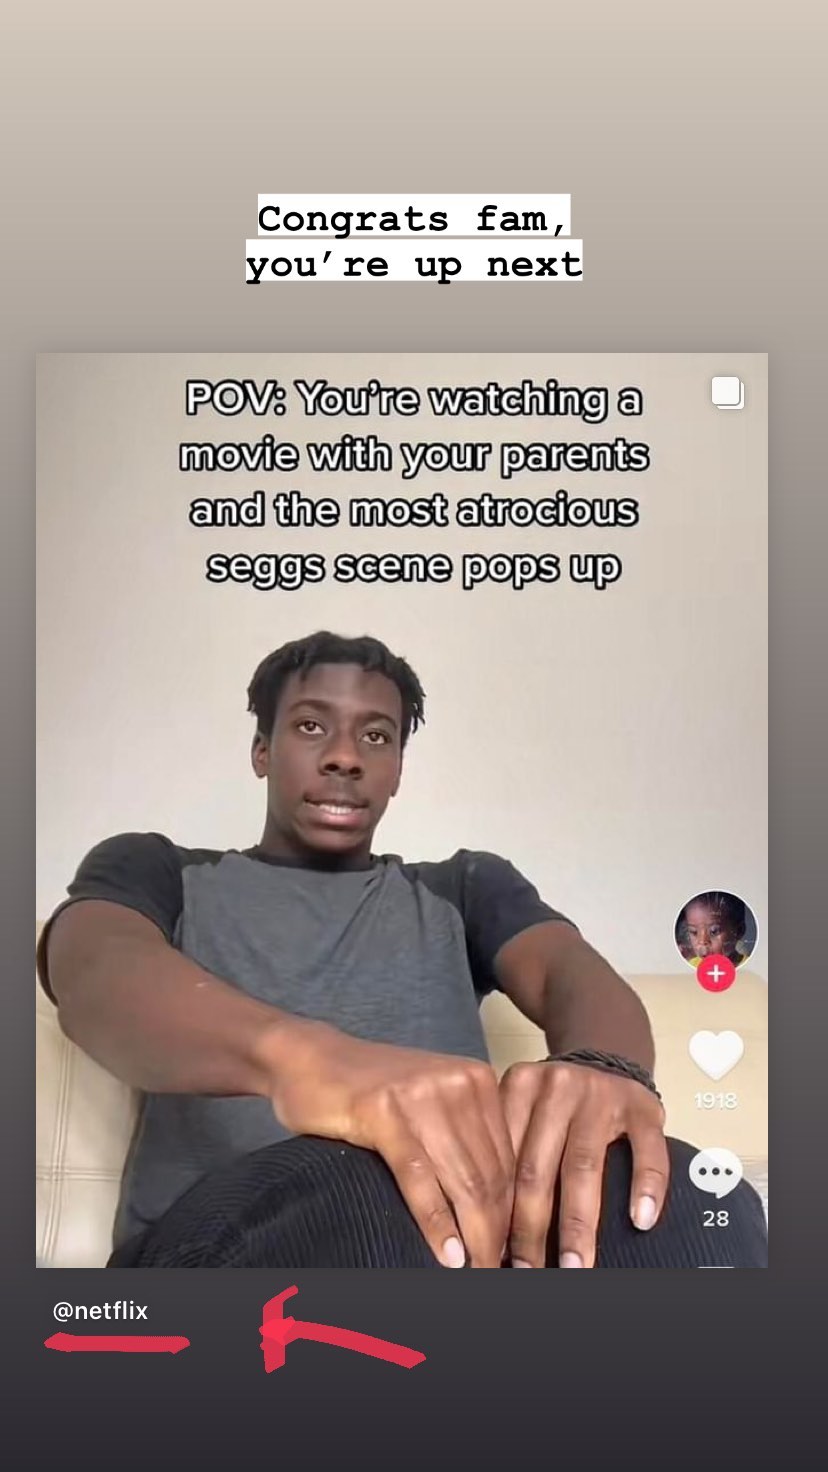 Congrats fam,
you’re up next
POV: You’re watching a
movie with your parents
and the most atrocious
seggs scene pops up
1918
28
@netflix